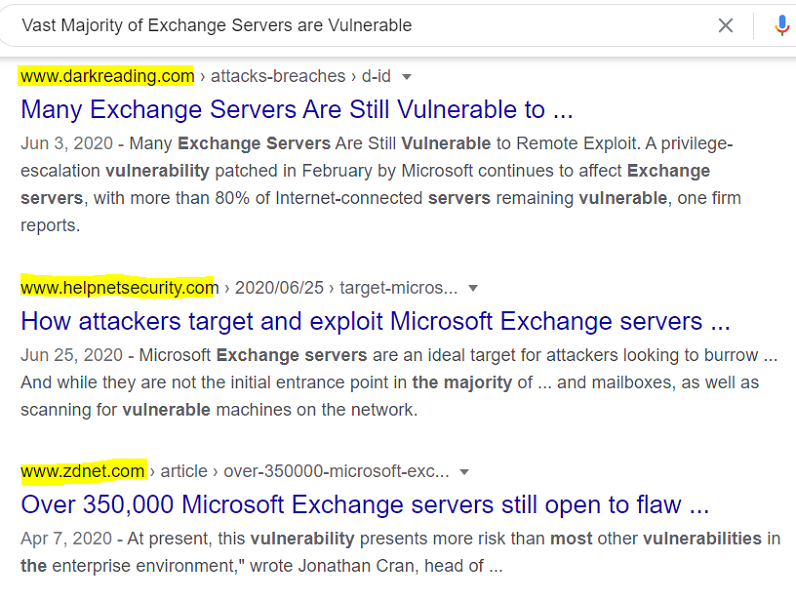 Vast Majority of Exchange Servers are Vulnerable
www.darkreading.com › attacks-breaches › d-id
Many Exchange Servers Are Still Vulnerable to ...
Jun 3, 2020 - Many Exchange Servers Are Still Vulnerable to Remote Exploit. A privilege-
escalation vulnerability patched in February by Microsoft continues to affect Exchange
servers, with more than 80% of Internet-connected servers remaining vulnerable, one firm
reports.
www.helpnetsecurity.com › 2020/06/25 › target-micros...
How attackers target and exploit Microsoft Exchange servers ...
Jun 25, 2020 - Microsoft Exchange servers are an ideal target for attackers looking to burrow ...
And while they are not the initial entrance point in the majority of ... and mailboxes, as well as
scanning for vulnerable machines on the network.
www.zdnet.com › article › over-350000-microsoft-exc...
Over 350,000 Microsoft Exchange servers still open to flaw ...
Apr 7, 2020 - At present, this vulnerability presents more risk than most other vulnerabilities in
the enterprise environment," wrote Jonathan Cran, head of ...